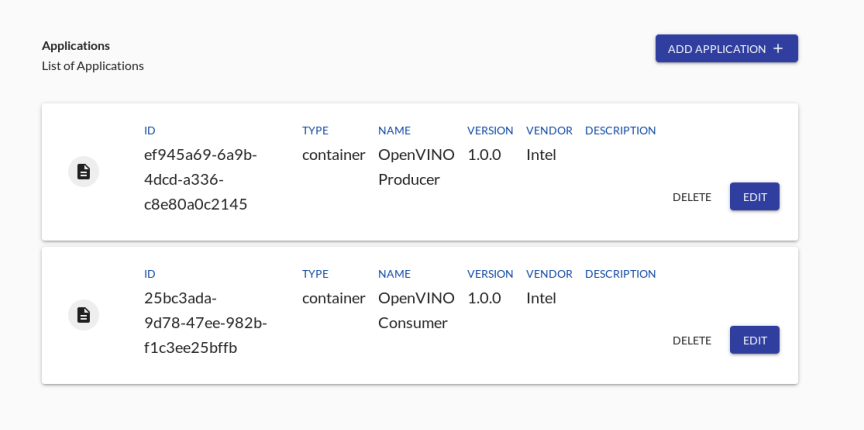 Applications
List of Applications
ADD APPLICATION +
ID TYPE NAME VERSION VENDOR DESCRIPTION
ef945a69-6a9b- container OpenVINO 1.0.0 Intel
4dcd-a336- Producer
c8e80a0c2145
DELETE EDIT
ID TYPE NAME VERSION VENDOR DESCRIPTION
25bc3ada- container OpenVINO 1.0.0 Intel
9d78-47ee-982b- Consumer
f1c3ee25bffb
DELETE EDIT